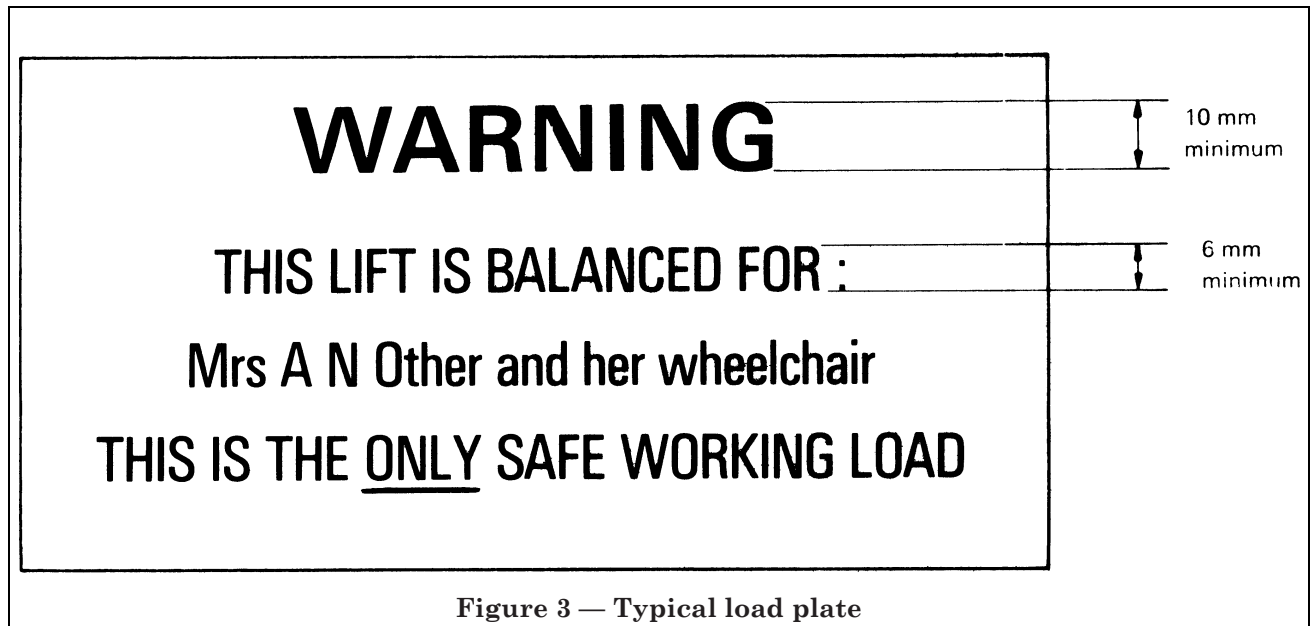 WARNING
10 mm
minimum
THIS LIFT IS BALANCED FOR :
6 mm
minimum
Mrs A N Other and her wheelchair
THIS IS THE ONLY SAFE WORKING LOAD
Figure 3 — Typical load plate